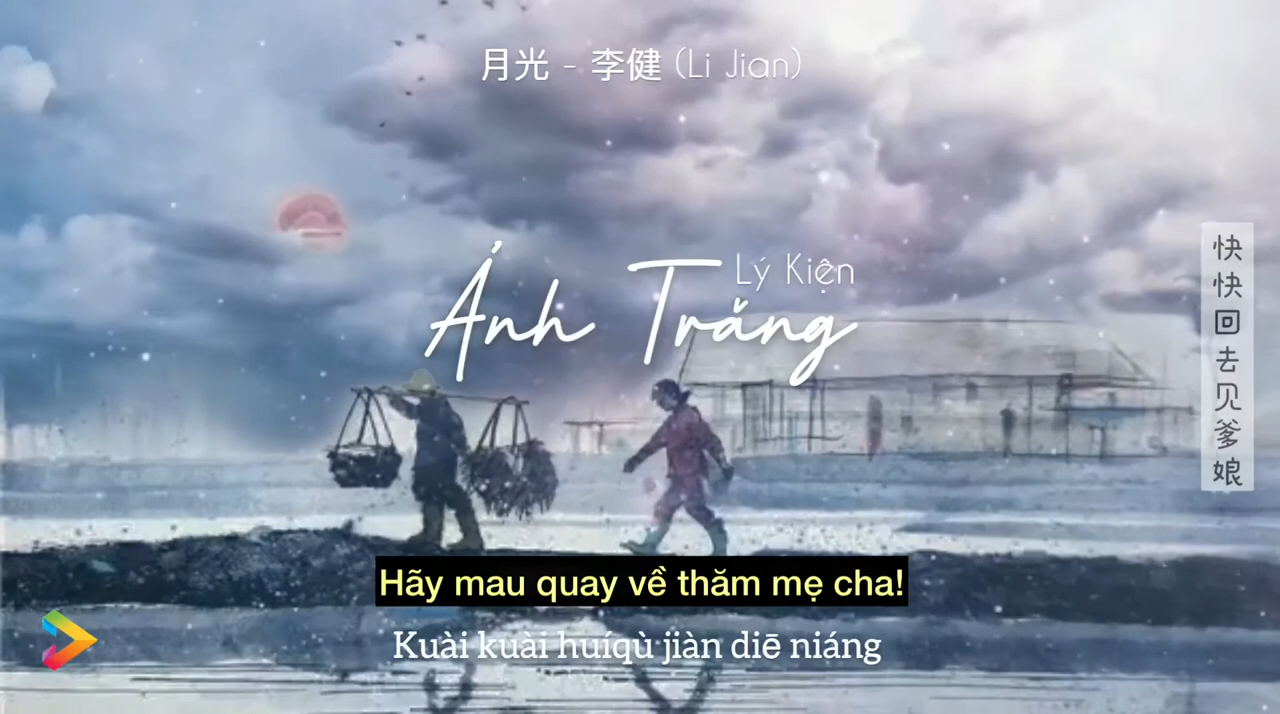 月光 - 李健 (Li Jian)
Lý Kiện
Ánh Trăng
快快回去见爹娘
Hãy mau quay về thăm mẹ cha!
Kuài kuài huíqù jiàn diē niáng